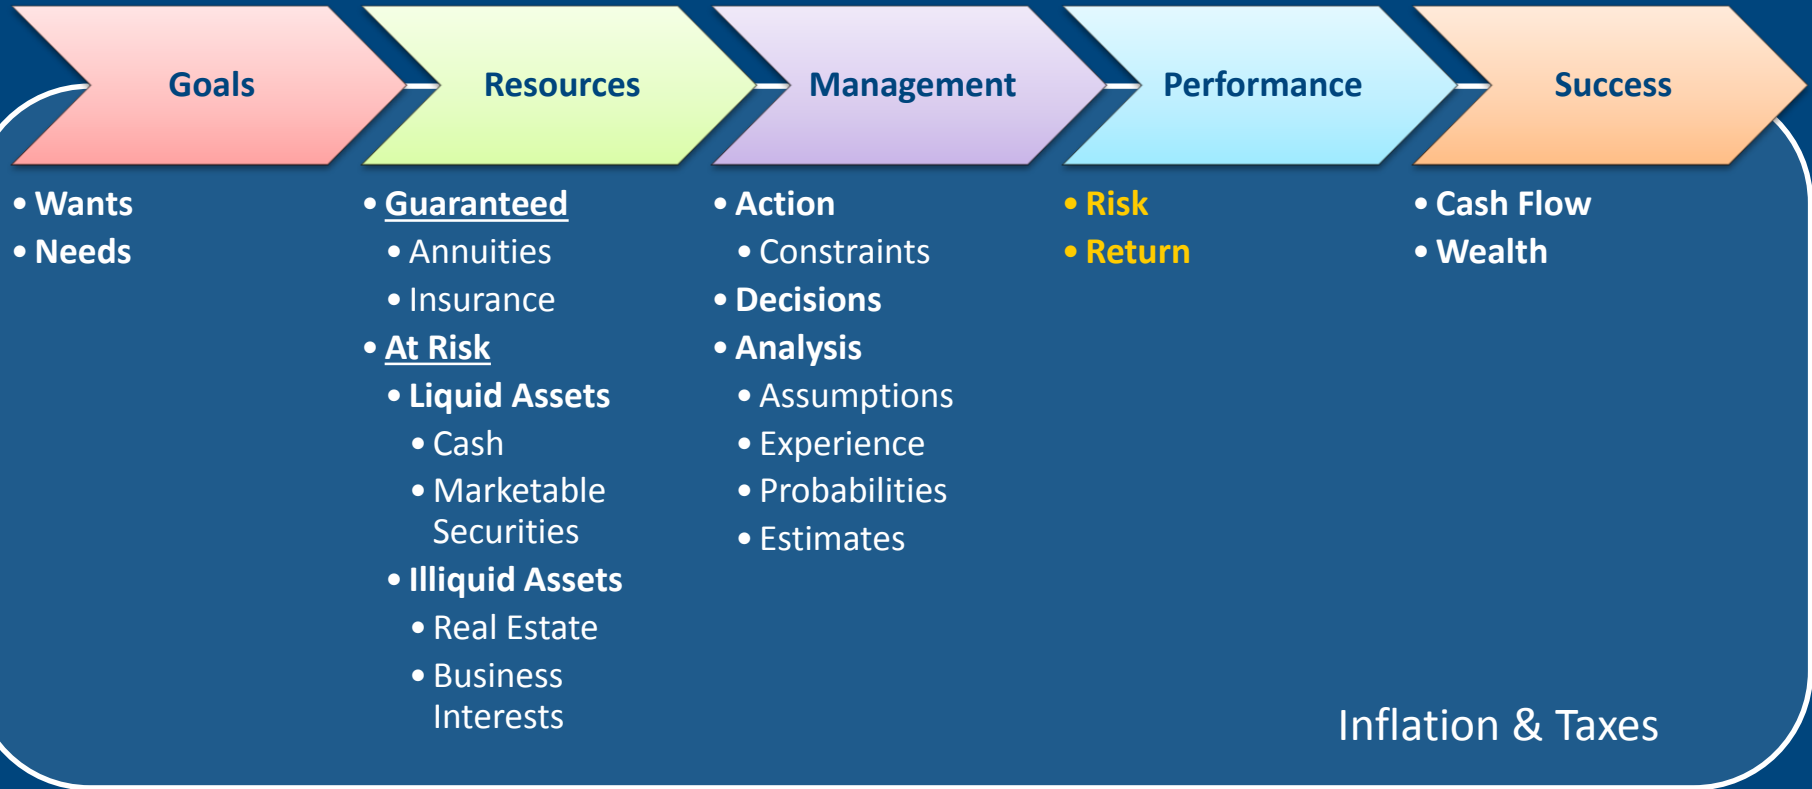 Goals
Resources
Management
Performance
Success
• Wants
• Needs
• Guaranteed
• Annuities
• Insurance
• At Risk
• Liquid Assets
• Cash
• Marketable
Securities
• Illiquid Assets
• Real Estate
• Business
Interests
• Action
• Constraints
• Decisions
• Analysis
• Assumptions
• Experience
• Probabilities
• Estimates
• Risk
• Return
• Cash Flow
• Wealth
Inflation & Taxes